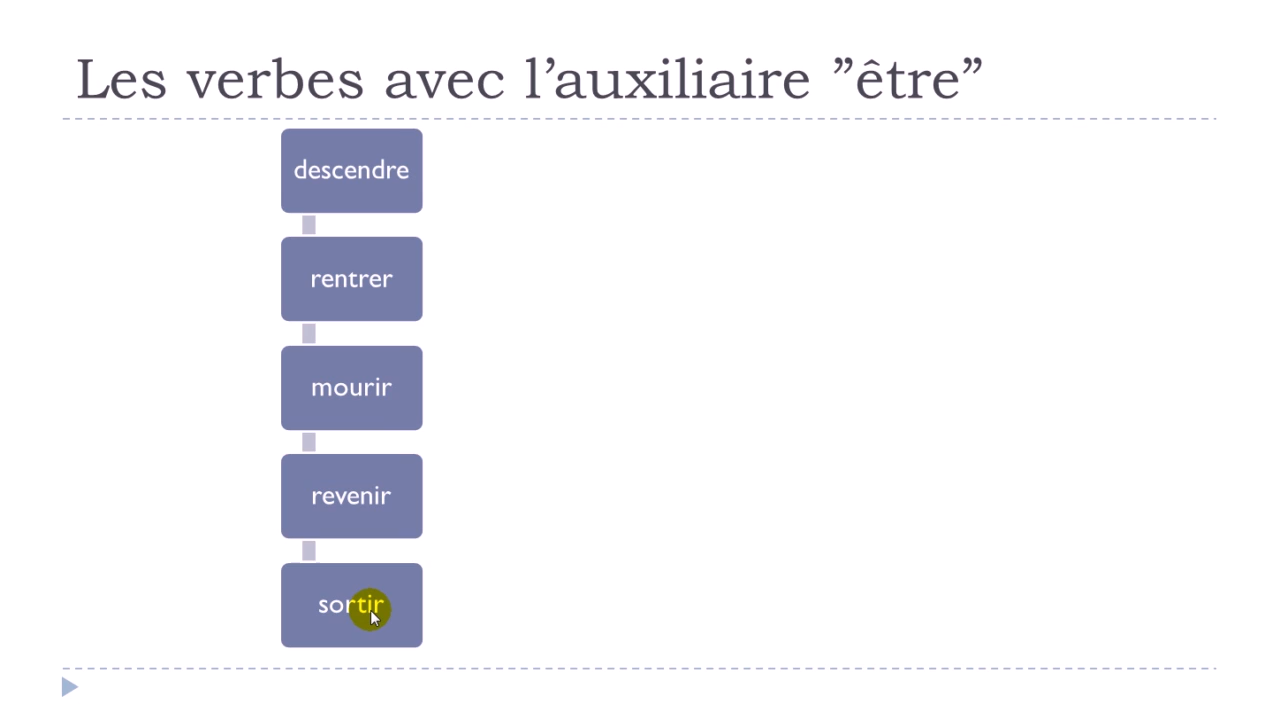 Les verbes avec l’auxiliaire ”être”
descendre
rentrer
mourir
revenir
sortir